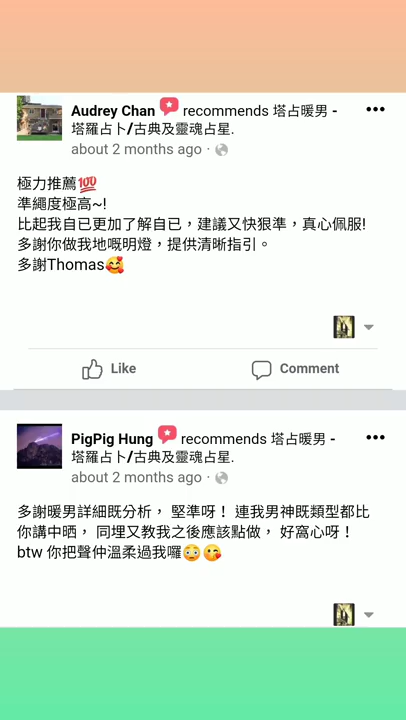 Audrey Chan recommends 塔占暖男 -
塔羅占卜/古典及靈魂占星.
about 2 months ago ·
極力推薦💯
準繩度極高~!
比起我自已更加了解自已，建議又快狠準，真心佩服!
多謝你做我地嘅明燈，提供清晰指引。
多謝Thomas🥰
Like
Comment
PigPig Hung recommends 塔占暖男 -
塔羅占卜/古典及靈魂占星.
about 2 months ago ·
多謝暖男詳細既分析， 堅準呀！ 連我男神既類型都比
你講中晒， 同埋又教我之後應該點做， 好窩心呀！
btw 你把聲仲溫柔過我囉😳😘